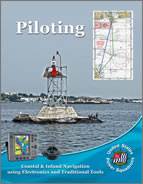 Piloting
Coastal & Inland Navigation
using Electronics and Traditional Tools
United States
Power Squadrons